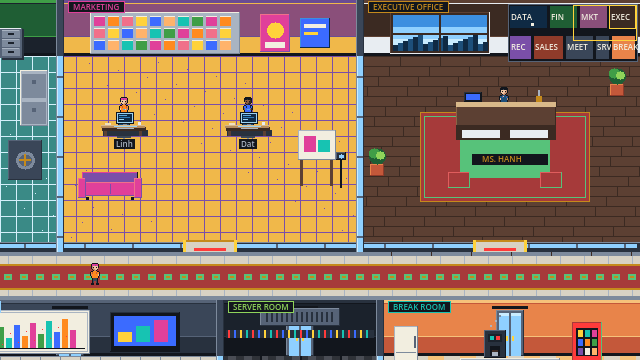 MARKETING
EXECUTIVE OFFICE
DATA
FIN
MKT
EXEC
REC
SALES
MEET
SRV
BREAK
Linh
Dat
MS. HANH
SERVER ROOM
BREAK ROOM